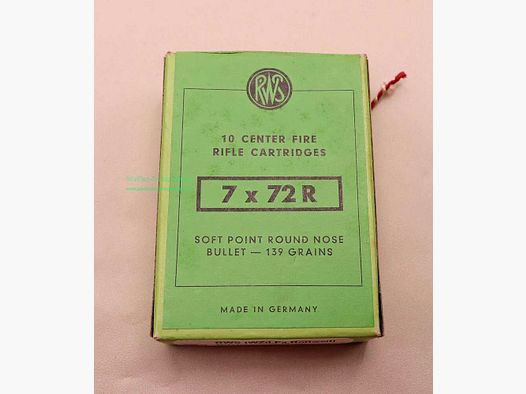 RWS
10 CENTER FIRE
RIFLE CARTRIDGES
7 x 72 R
SOFT POINT ROUND NOSE
BULLET — 139 GRAINS
MADE IN GERMANY